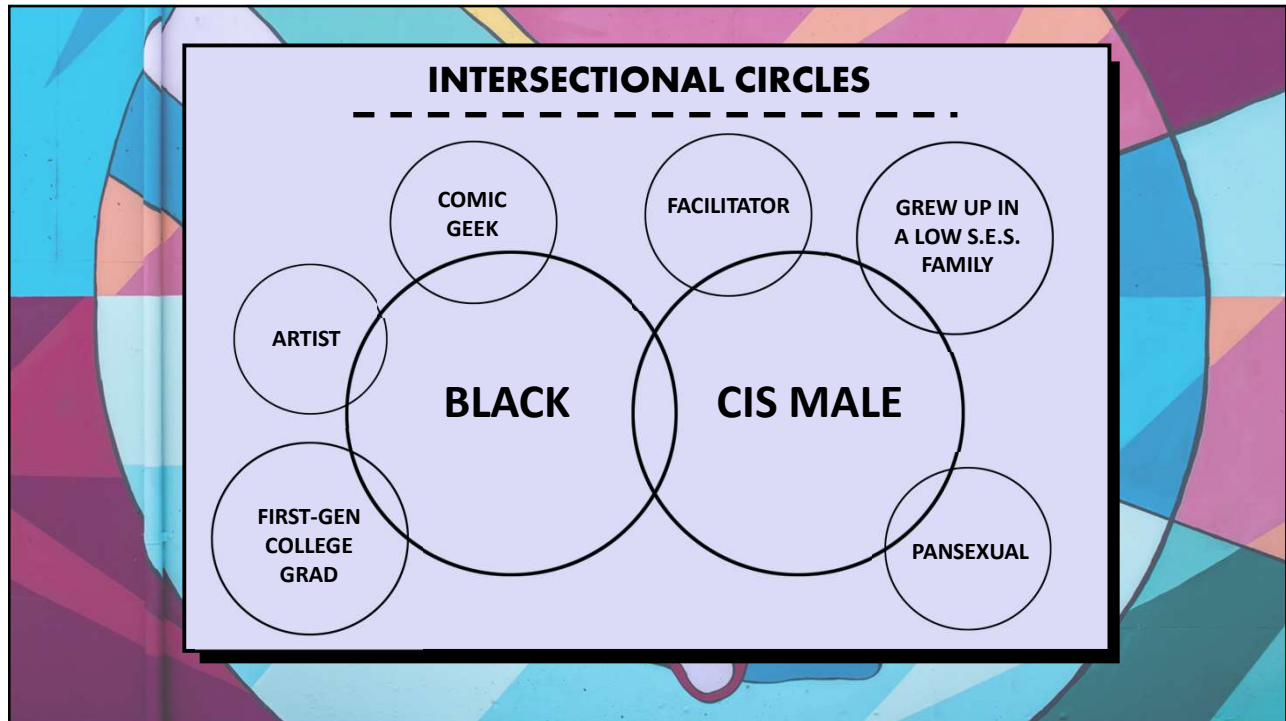 INTERSECTIONAL CIRCLES
COMIC
GEEK
FACILITATOR
GREW UP IN
A LOW S.E.S.
FAMILY
ARTIST
BLACK
CIS MALE
FIRST-GEN
COLLEGE
GRAD
PANSEXUAL